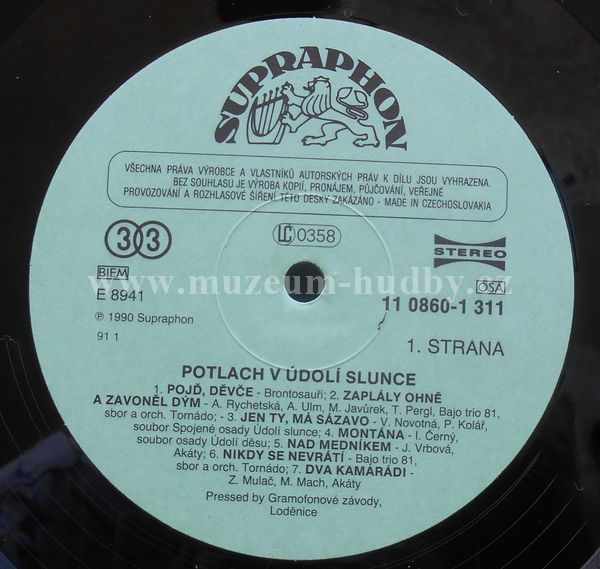 SUPRAPHON
VŠECHNA PRÁVA VÝROBCE A VLASTNÍKŮ AUTORSKÝCH PRÁV K DÍLU JSOU VYHRAZENA.
BEZ SOUHLASU JE VÝROBA KOPIÍ, PRONÁJEM, PŮJČOVÁNÍ, VEŘEJNÉ
PROVOZOVÁNÍ A ROZHLASOVÉ ŠÍŘENÍ TÉTO DESKY ZAKÁZÁNO - MADE IN CZECHOSLOVAKIA
33
LC 0358
STEREO
www.muzeum-hudby.cz
BIEM
OSA
E 8941
11 0860-1 311
℗ 1990 Supraphon
91 1
1. STRANA
POTLACH V ÚDOLÍ SLUNCE
1. POJĎ, DĚVČE - Brontosauři; 2. ZAPLÁLY OHNĚ
A ZAVONĚL DÝM - A. Rychetská, A. Ulm, M. Javůrek, T. Pergl, Bajo trio 81,
sbor a orch. Tornádo; - 3. JEN TY, MÁ SÁZAVO - V. Novotná, P. Kolář,
soubor Spojené osady Údolí slunce; 4. MONTÁNA - I. Černý,
soubor osady Údolí děsu; 5. NAD MEDNÍKEM - J. Vrbová,
Akáty; 6. NIKDY SE NEVRÁTÍ - Bajo trio 81,
sbor a orch. Tornádo; 7. DVA KAMARÁDI -
Z. Mulač, M. Mach, Akáty
Pressed by Gramofonové závody,
Loděnice